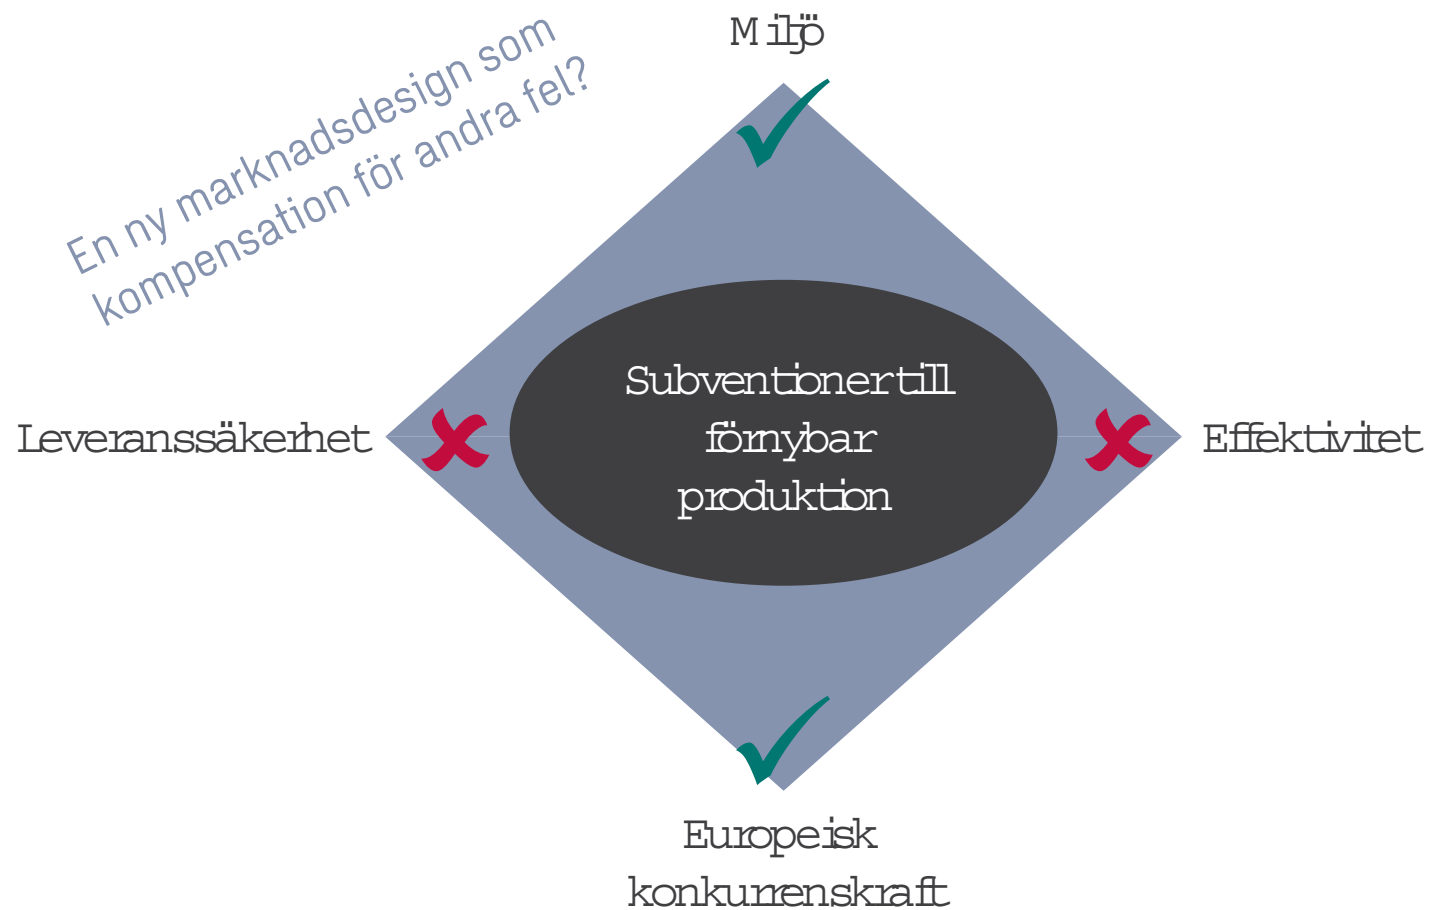 Miljö
En ny marknadsdesign som
kompensation för andra fel?
Subventioner till
förnybar
produktion
Leveranssäkerhet
Effektivitet
Europeisk
konkurrenskraft